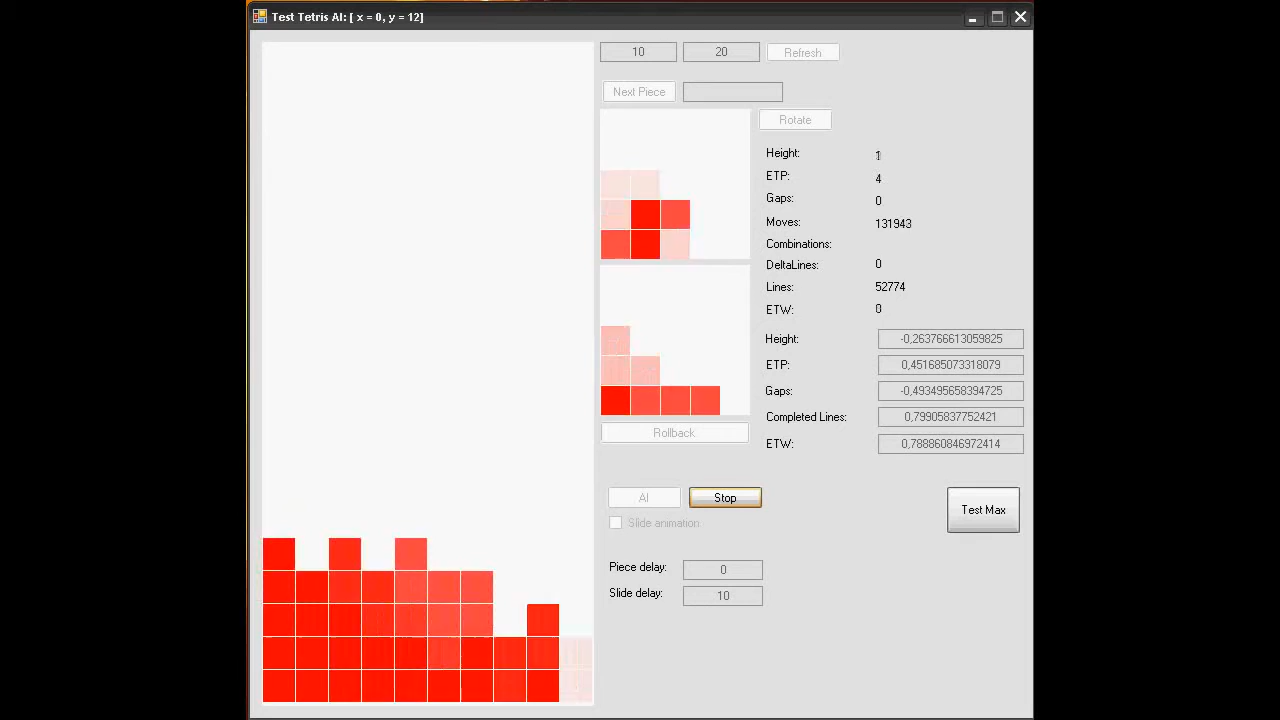 Test Tetris AI: [ x = 0, y = 12]
10 20 Refresh
Next Piece
Rotate
Height: 1
ETP: 4
Gaps: 0
Moves: 131943
Combinations:
DeltaLines: 0
Lines: 52774
ETW: 0
Height: -0,263766613059825
ETP: 0,451685073318079
Gaps: -0,493495658394725
Completed Lines: 0,79905837752421
ETW: 0,788860846972414
Rollback
AI Stop
Test Max
Slide animation
Piece delay: 0
Slide delay: 10